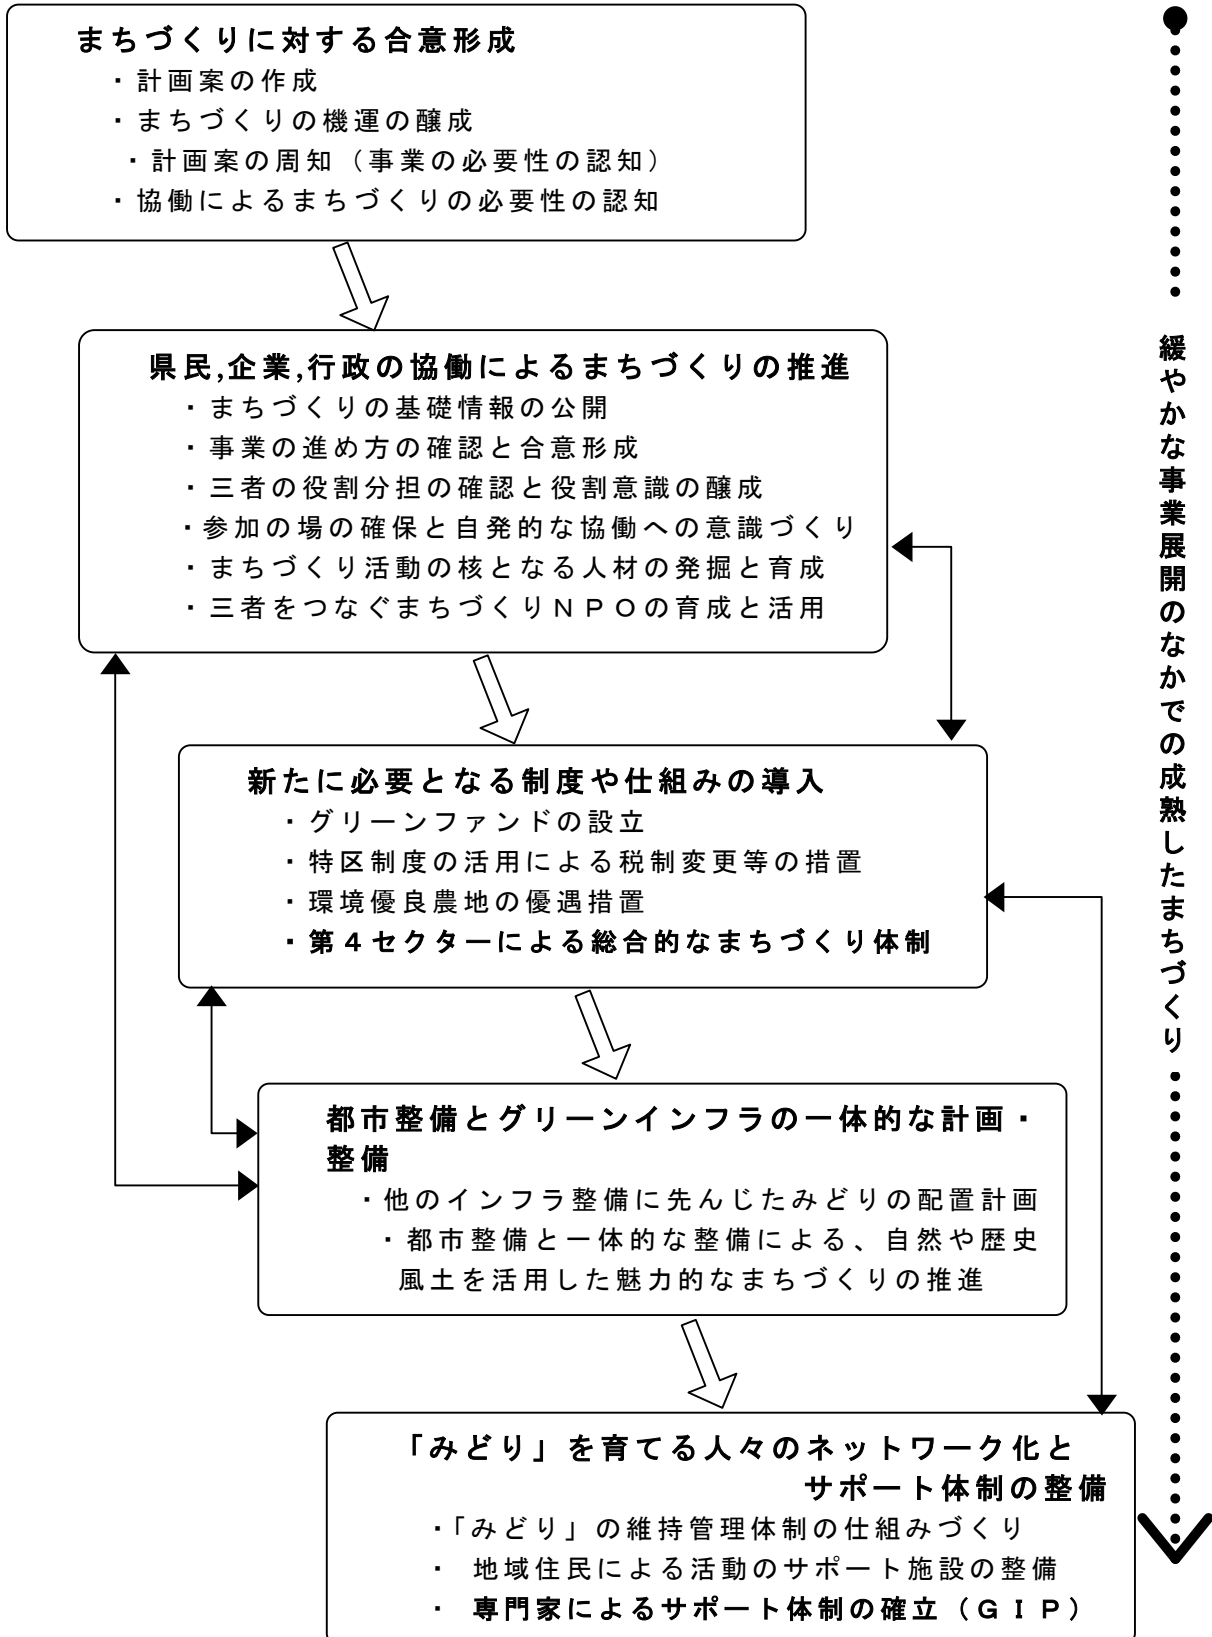 まちづくりに対する合意形成
・計画案の作成
・まちづくりの機運の醸成
・計画案の周知（事業の必要性の認知）
・協働によるまちづくりの必要性の認知
県民,企業,行政の協働によるまちづくりの推進
・まちづくりの基礎情報の公開
・事業の進め方の確認と合意形成
・三者の役割分担の確認と役割意識の醸成
・参加の場の確保と自発的な協働への意識づくり
・まちづくり活動の核となる人材の発掘と育成
・三者をつなぐまちづくりＮＰＯの育成と活用
新たに必要となる制度や仕組みの導入
・グリーンファンドの設立
・特区制度の活用による税制変更等の措置
・環境優良農地の優遇措置
・第４セクターによる総合的なまちづくり体制
都市整備とグリーンインフラの一体的な計画・
整備
・他のインフラ整備に先んじたみどりの配置計画
・都市整備と一体的な整備による、自然や歴史
風土を活用した魅力的なまちづくりの推進
「みどり」を育てる人々のネットワーク化と
サポート体制の整備
・「みどり」の維持管理体制の仕組みづくり
・ 地域住民による活動のサポート施設の整備
・ 専門家によるサポート体制の確立（ＧＩＰ）
緩やかな事業展開のなかでの成熟したまちづくり